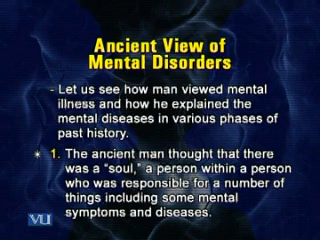 Ancient View of
Mental Disorders
- Let us see how man viewed mental
illness and how he explained the
mental diseases in various phases of
past history.
✶ 1. The ancient man thought that there
was a “soul,” a person within a person
who was responsible for a number of
things including some mental
symptoms and diseases.
VU